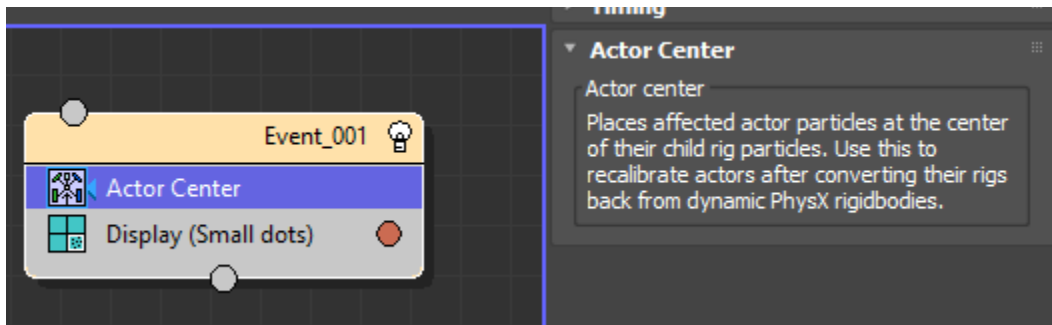 Timing
Actor Center
Actor center
Places affected actor particles at the center
of their child rig particles. Use this to
recalibrate actors after converting their rigs
back from dynamic PhysX rigidbodies.
Event_001
Actor Center
Display (Small dots)